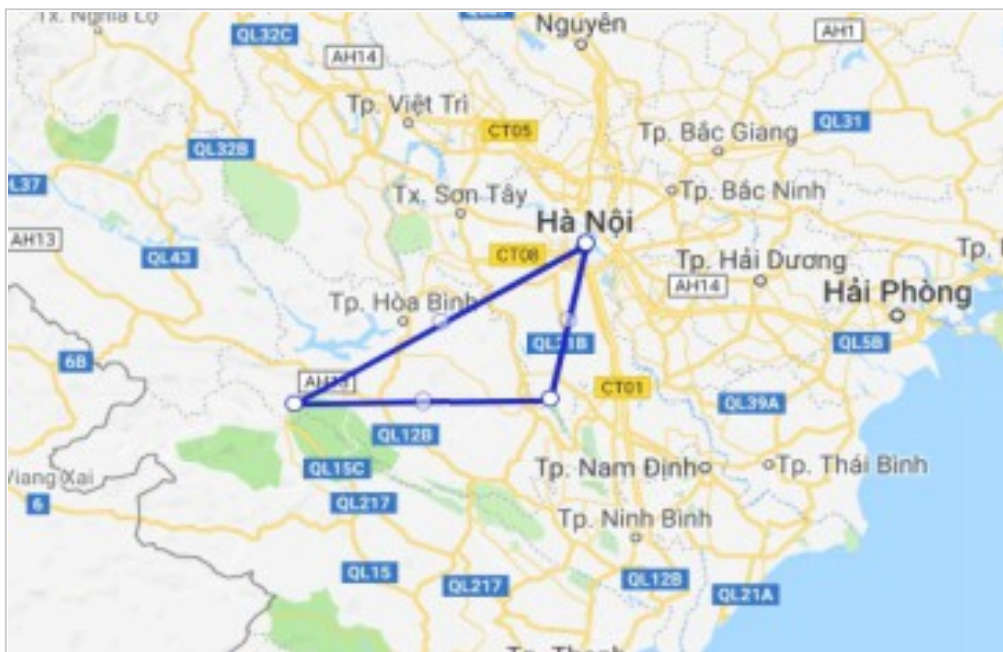 Tx. Nghĩa Lộ
QL32C
AH14
Nguyên
AH1
Tp. Việt Trì
CT05
Tp. Bắc Giang
QL31
QL32B
QL37
Tx. Sơn Tây
Tp. Bắc Ninh
Hà Nội
AH13
QL43
CT08
Tp. Hải Dương
AH14
Tp. Hòa Bình
Hải Phòng
QL21B
QL5B
6B
CT01
QL39A
QL12B
QL15C
Tp. Nam Định
Tp. Thái Bình
Viang Xai
6
QL217
Tp. Ninh Bình
QL15
QL217
QL12B
QL21A